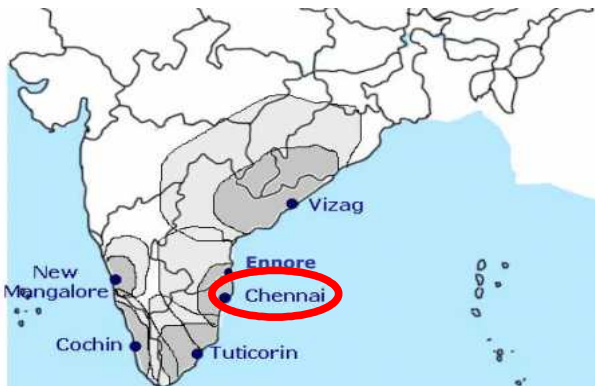 Vizag
Ennore
New
Mangalore
Chennai
Cochin
Tuticorin